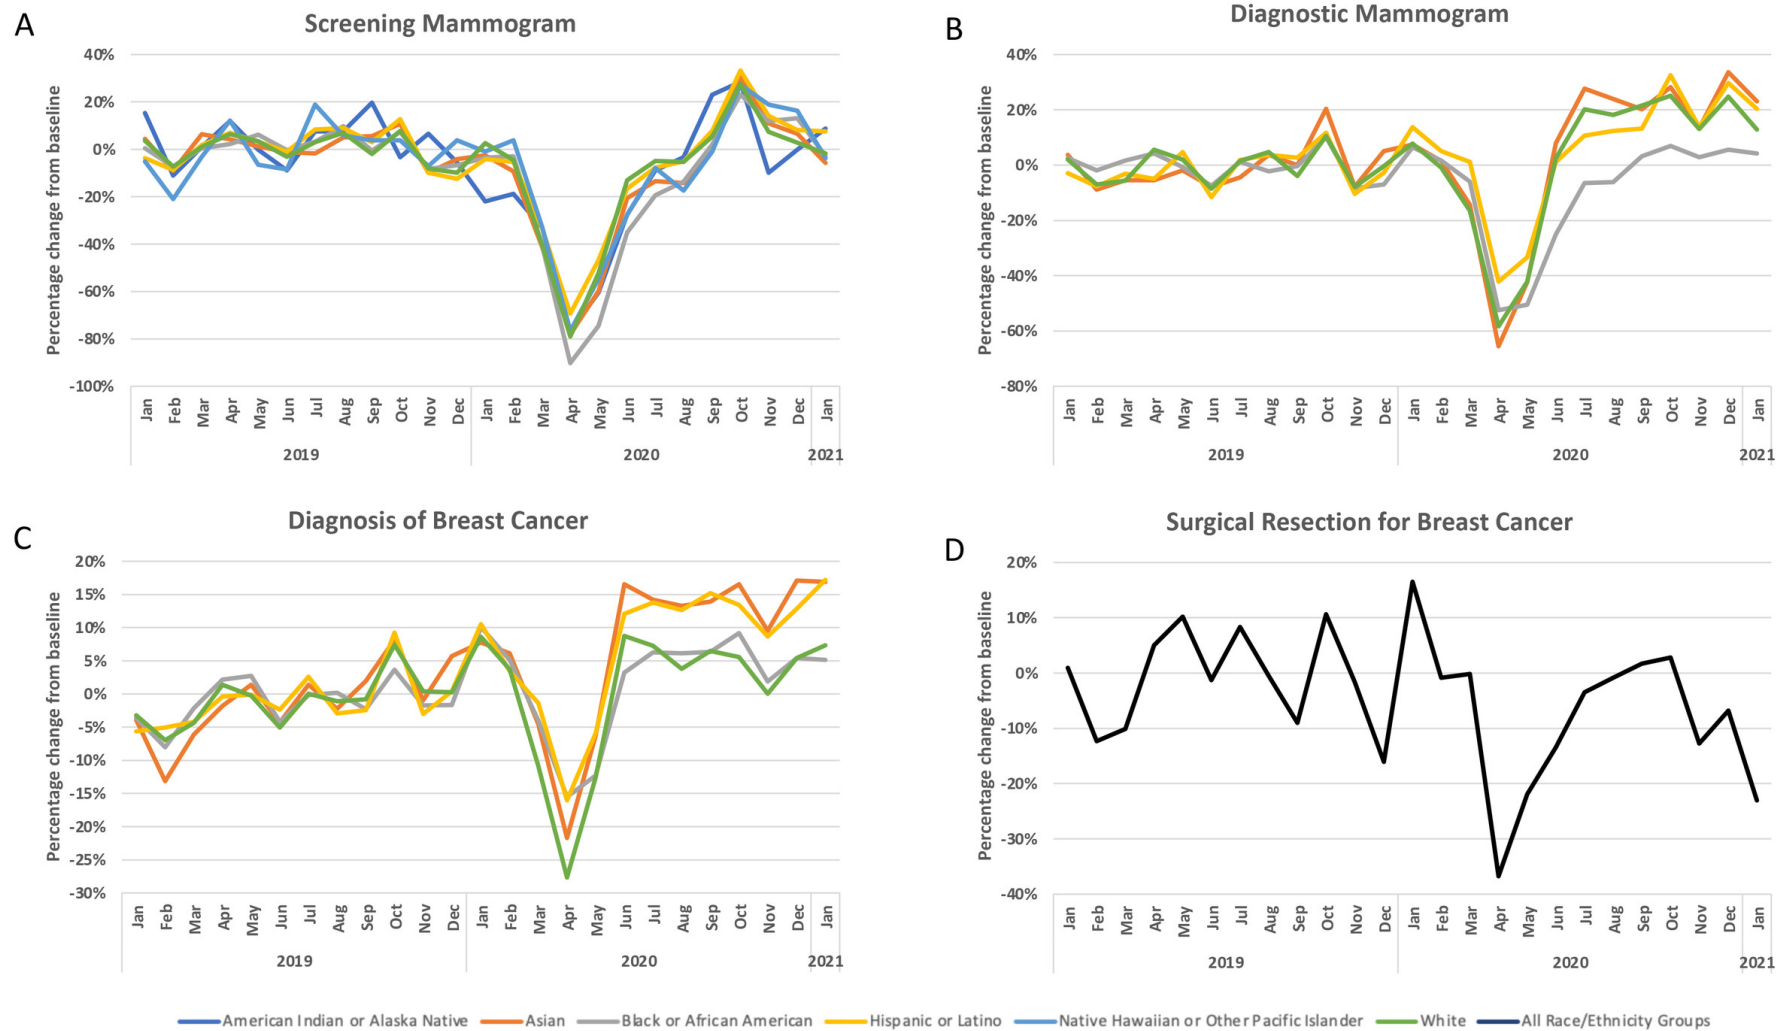 A
Screening Mammogram
Percentage change from baseline
40%
20%
0%
-20%
-40%
-60%
-80%
-100%
Jan Feb Mar Apr May Jun Jul Aug Sep Oct Nov Dec Jan Feb Mar Apr May Jun Jul Aug Sep Oct Nov Dec Jan
2019 2020 2021
B
Diagnostic Mammogram
Percentage change from baseline
40%
20%
0%
-20%
-40%
-60%
-80%
Jan Feb Mar Apr May Jun Jul Aug Sep Oct Nov Dec Jan Feb Mar Apr May Jun Jul Aug Sep Oct Nov Dec Jan
2019 2020 2021
C
Diagnosis of Breast Cancer
Percentage change from baseline
20%
15%
10%
5%
0%
-5%
-10%
-15%
-20%
-25%
-30%
Jan Feb Mar Apr May Jun Jul Aug Sep Oct Nov Dec Jan Feb Mar Apr May Jun Jul Aug Sep Oct Nov Dec Jan
2019 2020 2021
D
Surgical Resection for Breast Cancer
Percentage change from baseline
20%
10%
0%
-10%
-20%
-30%
-40%
Jan Feb Mar Apr May Jun Jul Aug Sep Oct Nov Dec Jan Feb Mar Apr May Jun Jul Aug Sep Oct Nov Dec Jan
2019 2020 2021
American Indian or Alaska Native Asian Black or African American Hispanic or Latino Native Hawaiian or Other Pacific Islander White All Race/Ethnicity Groups